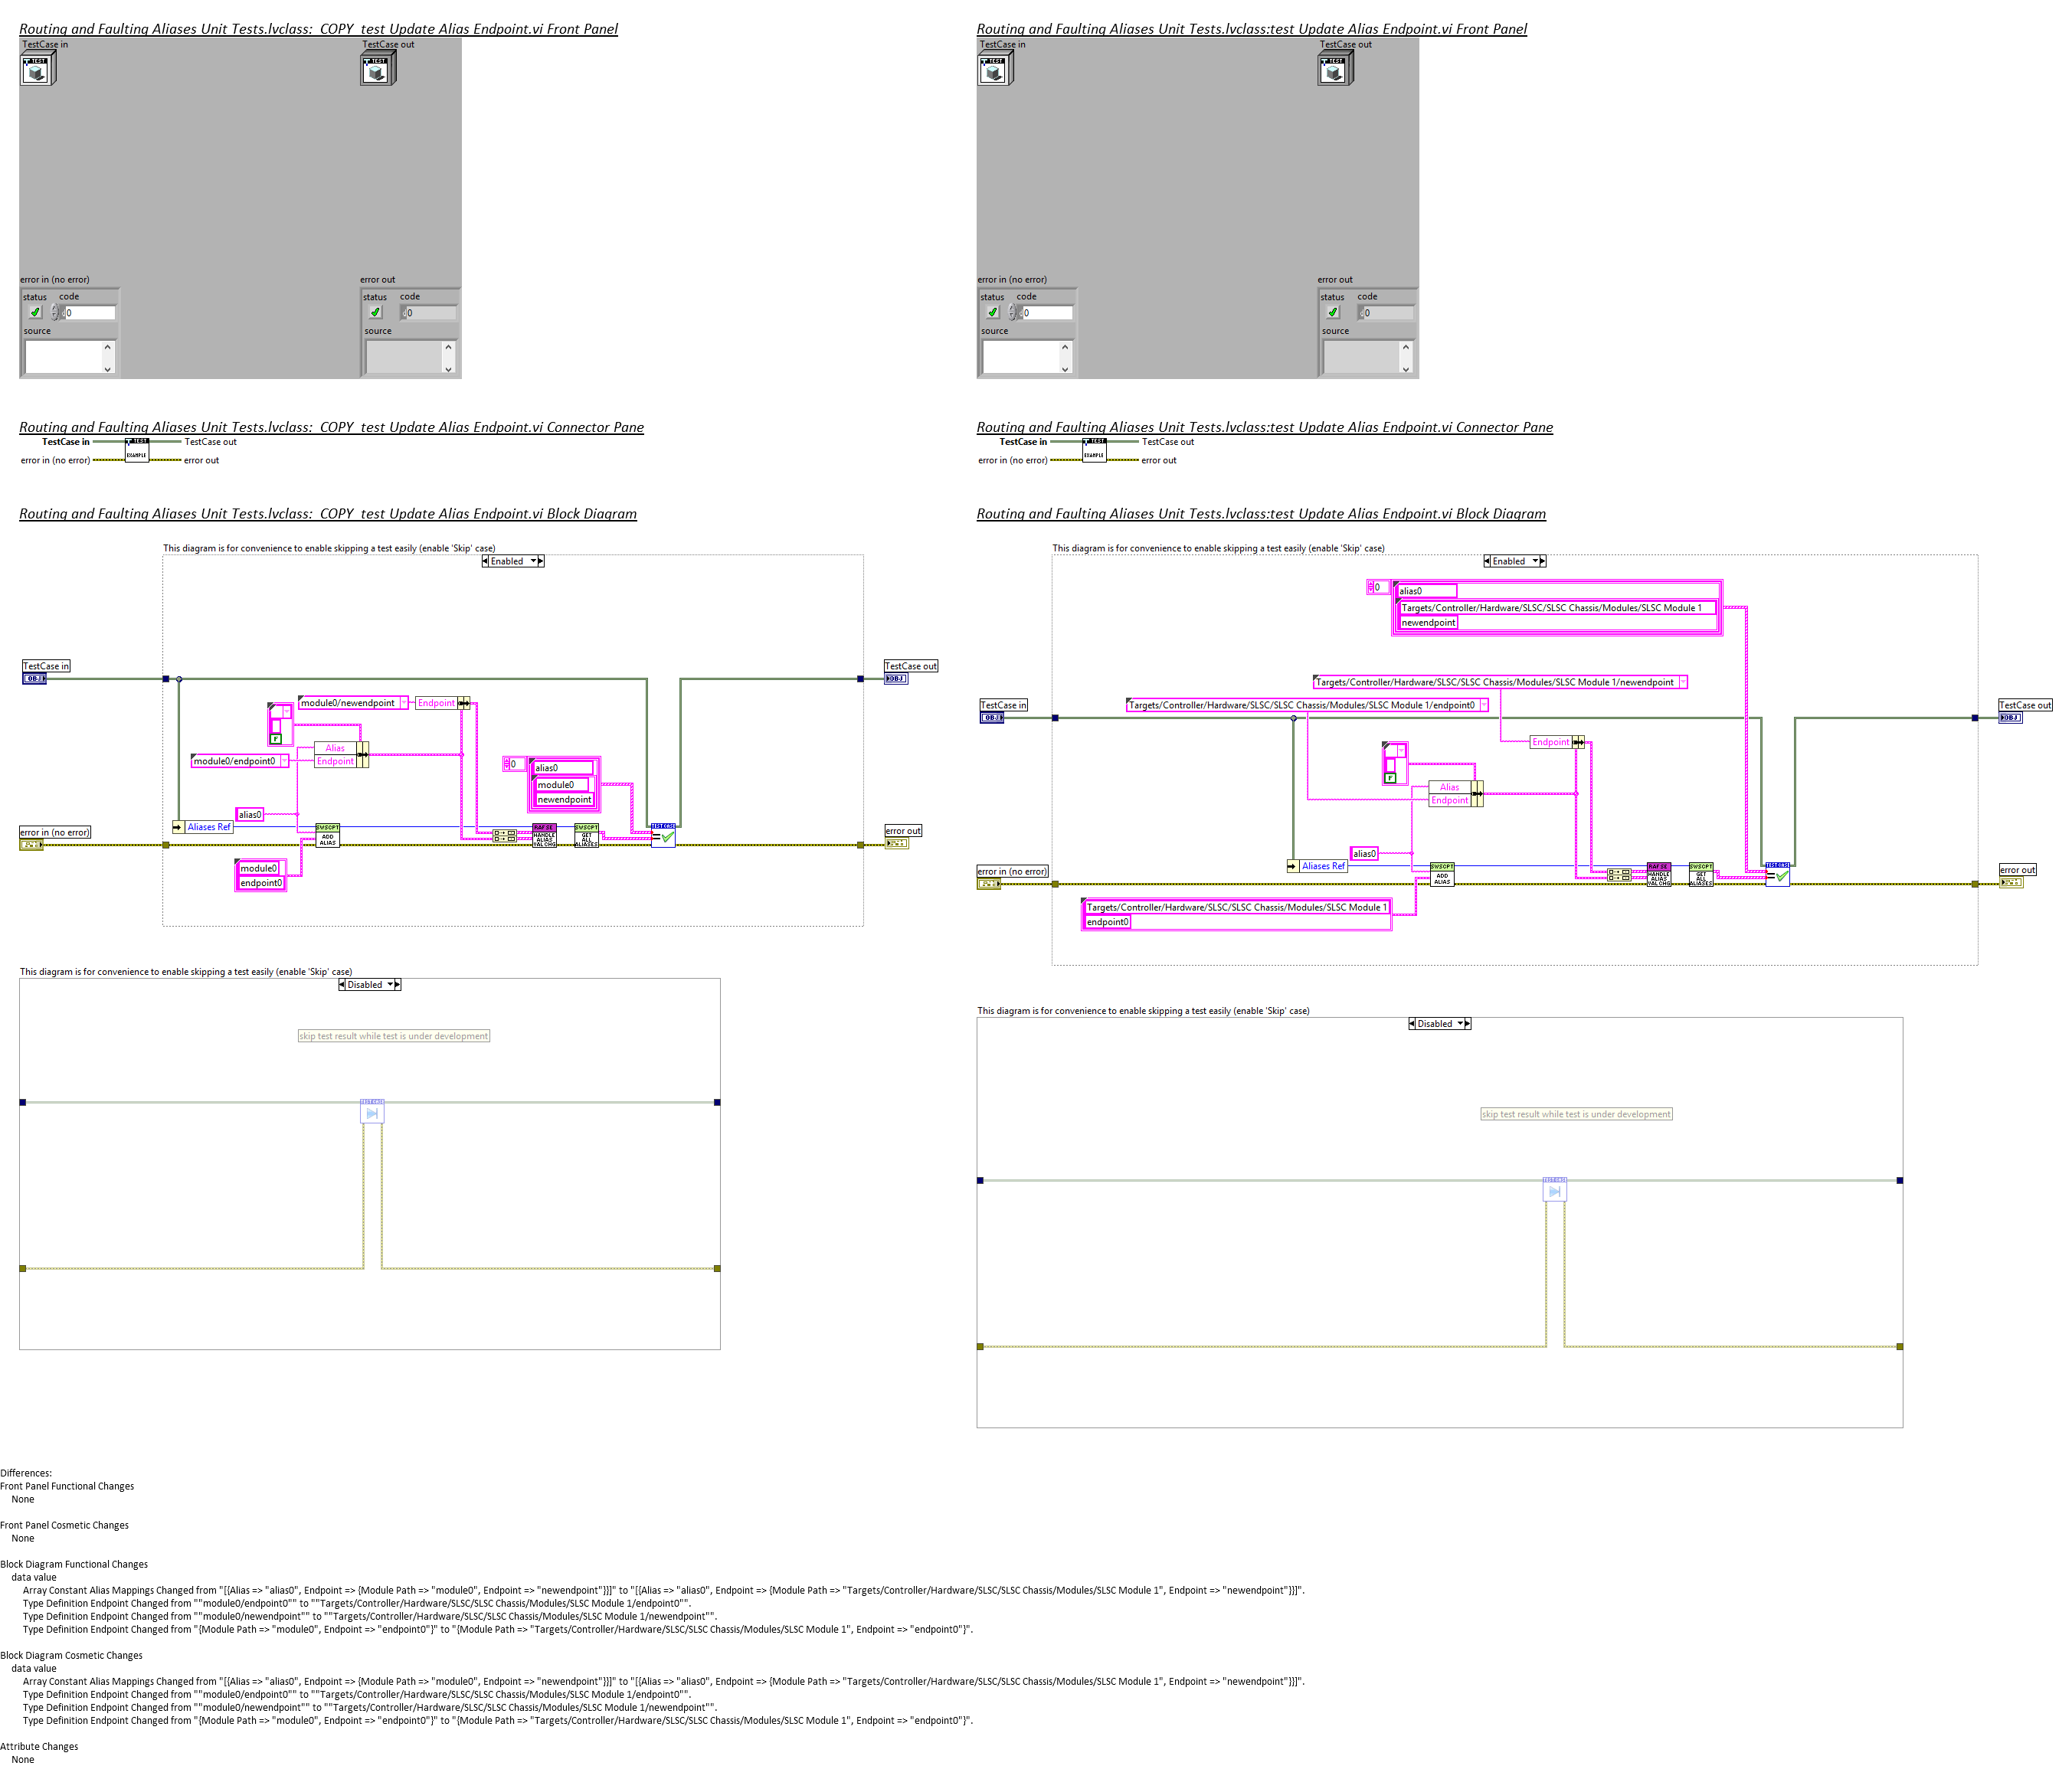 Routing and Faulting Aliases Unit Tests.lvclass:  COPY  test Update Alias Endpoint.vi Front Panel
TestCase in
TestCase out
TEST
TEST
error in (no error)
error out
status
code
0
source
status
code
0
source
Routing and Faulting Aliases Unit Tests.lvclass:test Update Alias Endpoint.vi Front Panel
TestCase in
TestCase out
TEST
TEST
error in (no error)
error out
status
code
0
source
status
code
0
source
Routing and Faulting Aliases Unit Tests.lvclass:  COPY  test Update Alias Endpoint.vi Connector Pane
TestCase in
TEST
EXAMPLE
TestCase out
error in (no error)
error out
Routing and Faulting Aliases Unit Tests.lvclass:test Update Alias Endpoint.vi Connector Pane
TestCase in
TEST
EXAMPLE
TestCase out
error in (no error)
error out
Routing and Faulting Aliases Unit Tests.lvclass:  COPY  test Update Alias Endpoint.vi Block Diagram
This diagram is for convenience to enable skipping a test easily (enable 'Skip' case)
Enabled
TestCase in
OBJ
TestCase out
OBJ
module0/newendpoint
Endpoint
F
Alias
Endpoint
module0/endpoint0
0
alias0
module0
newendpoint
alias0
Aliases Ref
SWSCPT
ADD
ALIAS
RAFSE
HANDLE
ALIAS
VAL CHG
SWSCPT
GET
ALL
ALIASES
TESTCASE
error in (no error)
error out
module0
endpoint0
This diagram is for convenience to enable skipping a test easily (enable 'Skip' case)
Disabled
skip test result while test is under development
Routing and Faulting Aliases Unit Tests.lvclass:test Update Alias Endpoint.vi Block Diagram
This diagram is for convenience to enable skipping a test easily (enable 'Skip' case)
Enabled
0
alias0
Targets/Controller/Hardware/SLSC/SLSC Chassis/Modules/SLSC Module 1
newendpoint
Targets/Controller/Hardware/SLSC/SLSC Chassis/Modules/SLSC Module 1/newendpoint
Targets/Controller/Hardware/SLSC/SLSC Chassis/Modules/SLSC Module 1/endpoint0
TestCase in
OBJ
TestCase out
OBJ
Endpoint
F
Alias
Endpoint
alias0
Aliases Ref
SWSCPT
ADD
ALIAS
RAFSE
HANDLE
ALIAS
VAL CHG
SWSCPT
GET
ALL
ALIASES
TESTCASE
error in (no error)
error out
Targets/Controller/Hardware/SLSC/SLSC Chassis/Modules/SLSC Module 1
endpoint0
This diagram is for convenience to enable skipping a test easily (enable 'Skip' case)
Disabled
skip test result while test is under development
Differences:
Front Panel Functional Changes
None
Front Panel Cosmetic Changes
None
Block Diagram Functional Changes
data value
Array Constant Alias Mappings Changed from "[{Alias => "alias0", Endpoint => {Module Path => "module0", Endpoint => "newendpoint"}}]" to "[{Alias => "alias0", Endpoint => {Module Path => "Targets/Controller/Hardware/SLSC/SLSC Chassis/Modules/SLSC Module 1", Endpoint => "newendpoint"}}]".
Type Definition Endpoint Changed from ""module0/endpoint0"" to ""Targets/Controller/Hardware/SLSC/SLSC Chassis/Modules/SLSC Module 1/endpoint0"".
Type Definition Endpoint Changed from ""module0/newendpoint"" to ""Targets/Controller/Hardware/SLSC/SLSC Chassis/Modules/SLSC Module 1/newendpoint"".
Type Definition Endpoint Changed from "{Module Path => "module0", Endpoint => "endpoint0"}" to "{Module Path => "Targets/Controller/Hardware/SLSC/SLSC Chassis/Modules/SLSC Module 1", Endpoint => "endpoint0"}".
Block Diagram Cosmetic Changes
data value
Array Constant Alias Mappings Changed from "[{Alias => "alias0", Endpoint => {Module Path => "module0", Endpoint => "newendpoint"}}]" to "[{Alias => "alias0", Endpoint => {Module Path => "Targets/Controller/Hardware/SLSC/SLSC Chassis/Modules/SLSC Module 1", Endpoint => "newendpoint"}}]".
Type Definition Endpoint Changed from ""module0/endpoint0"" to ""Targets/Controller/Hardware/SLSC/SLSC Chassis/Modules/SLSC Module 1/endpoint0"".
Type Definition Endpoint Changed from ""module0/newendpoint"" to ""Targets/Controller/Hardware/SLSC/SLSC Chassis/Modules/SLSC Module 1/newendpoint"".
Type Definition Endpoint Changed from "{Module Path => "module0", Endpoint => "endpoint0"}" to "{Module Path => "Targets/Controller/Hardware/SLSC/SLSC Chassis/Modules/SLSC Module 1", Endpoint => "endpoint0"}".
Attribute Changes
None